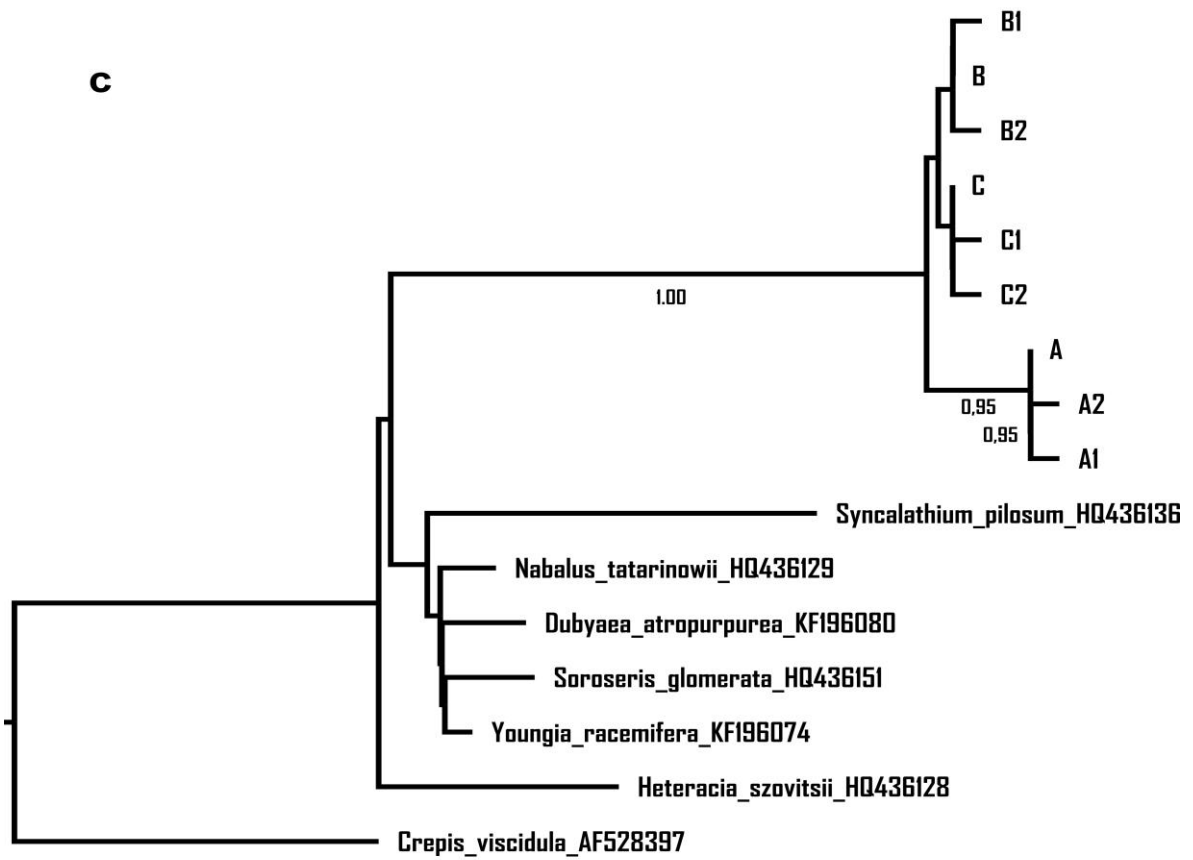 c
B1
B
B2
C
C1
C2
1.00
A
0,95
A2
0,95
A1
Syncalathium_pilosum_HQ436136
Nabalus_tatarinowii_HQ436129
Dubyaea_atropurpurea_KF196080
Soroseris_glomerata_HQ436151
Youngia_racemifera_KF196074
Heteracia_szovitsii_HQ436128
Crepis_viscidula_AF528397